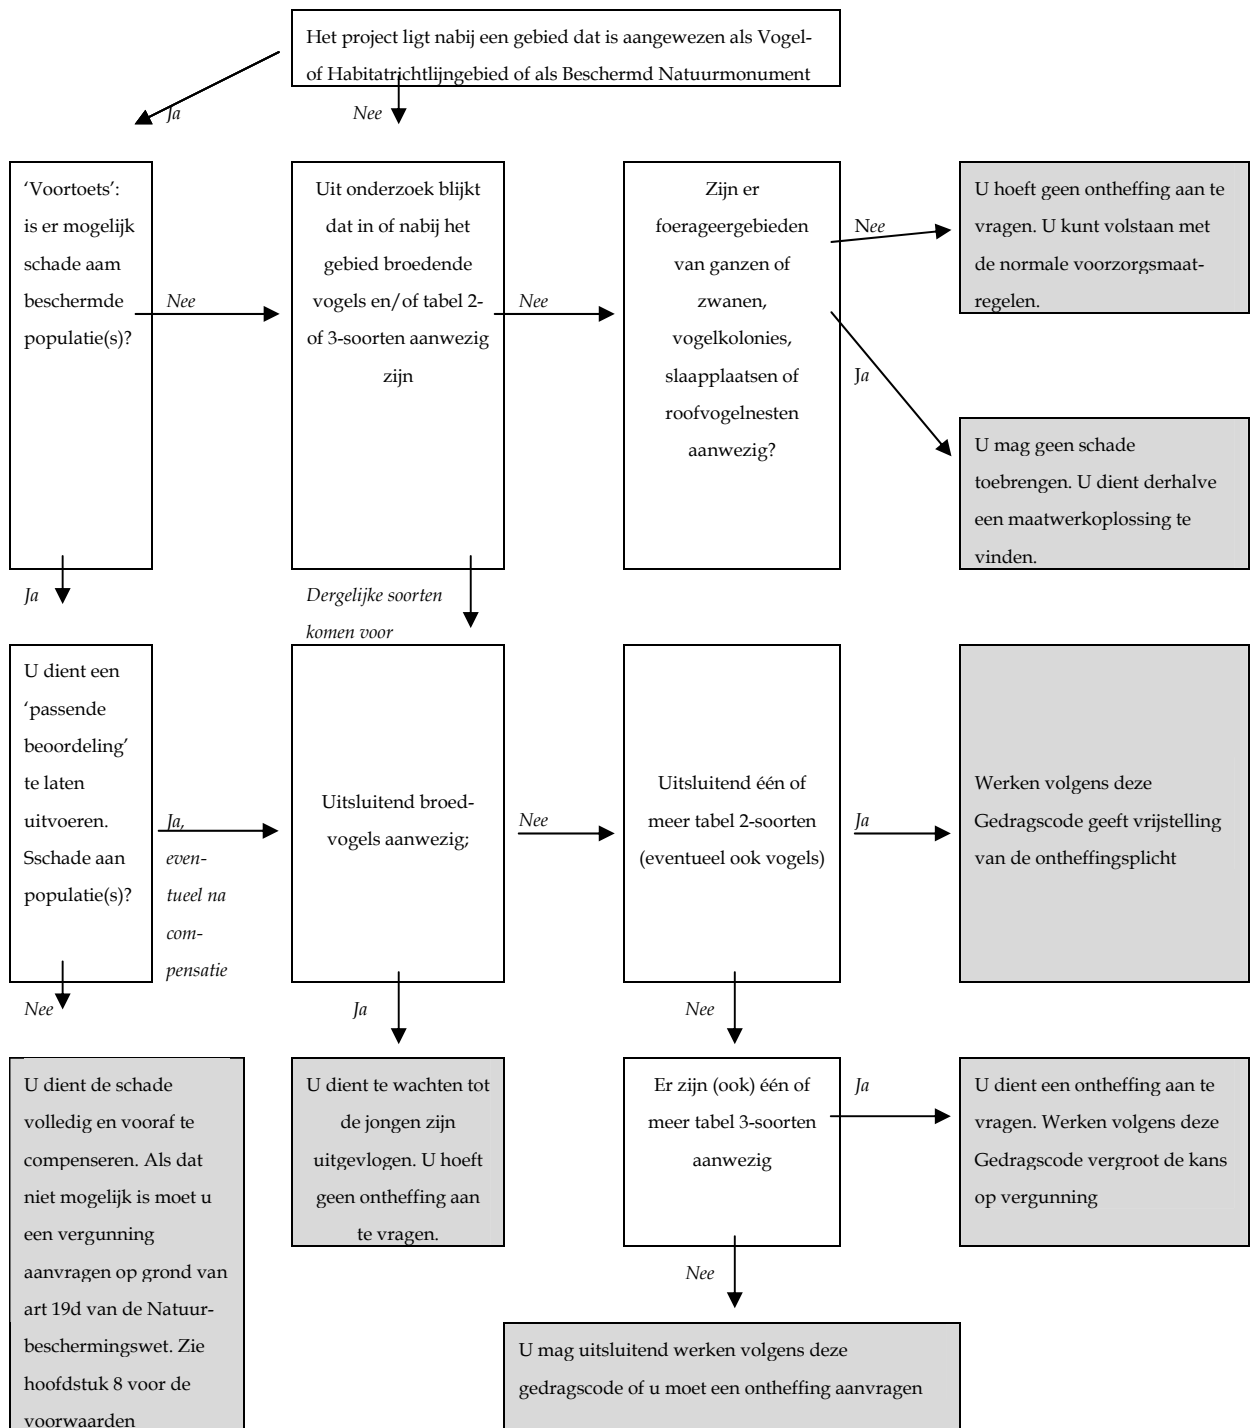 Het project ligt nabij een gebied dat is aangewezen als Vogel-
of Habitatrichtlijngebied of als Beschermd Natuurmonument
Ja
Nee
‘Voortoets’:
is er mogelijk
schade aam
beschermde
populatie(s)?
Nee
Uit onderzoek blijkt
dat in of nabij het
gebied broedende
vogels en/of tabel 2-
of 3-soorten aanwezig
zijn
Nee
Zijn er
foerageergebieden
van ganzen of
zwanen,
vogelkolonies,
slaapplaatsen of
roofvogelnesten
aanwezig?
Nee
Ja
U hoeft geen ontheffing aan te
vragen. U kunt volstaan met
de normale voorzorgsmaat-
regelen.
U mag geen schade
toebrengen. U dient derhalve
een maatwerkoplossing te
vinden.
Ja
Dergelijke soorten
komen voor
U dient een
‘passende
beoordeling’
te laten
uitvoeren.
Sschade aan
populatie(s)?
Ja,
even-
tueel na
com-
pensatie
Uitsluitend broed-
vogels aanwezig;
Nee
Uitsluitend één of
meer tabel 2-soorten
(eventueel ook vogels)
Ja
Werken volgens deze
Gedragscode geeft vrijstelling
van de ontheffingsplicht
Nee
Ja
Nee
U dient de schade
volledig en vooraf te
compenseren. Als dat
niet mogelijk is moet u
een vergunning
aanvragen op grond van
art 19d van de Natuur-
beschermingswet. Zie
hoofdstuk 8 voor de
voorwaarden
U dient te wachten tot
de jongen zijn
uitgevlogen. U hoeft
geen ontheffing aan
te vragen.
Er zijn (ook) één of
meer tabel 3-soorten
aanwezig
Ja
U dient een ontheffing aan te
vragen. Werken volgens deze
Gedragscode vergroot de kans
op vergunning
Nee
U mag uitsluitend werken volgens deze
gedragscode of u moet een ontheffing aanvragen